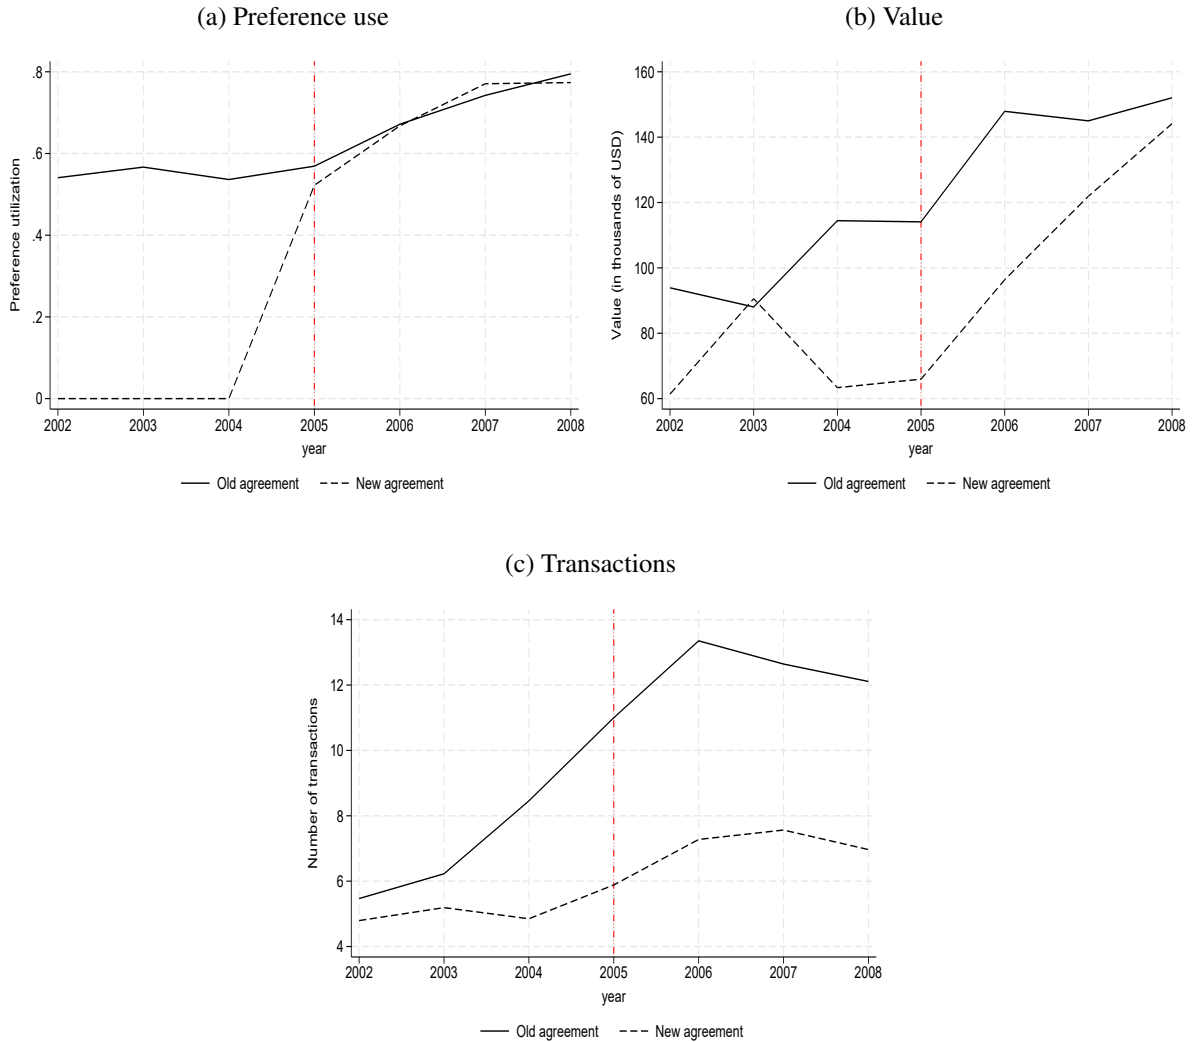 (a) Preference use
Preference utilization
.8
.6
.4
.2
0
2002 2003 2004 2005 2006 2007 2008
year
Old agreement New agreement
(b) Value
Value (in thousands of USD)
160
140
120
100
80
60
2002 2003 2004 2005 2006 2007 2008
year
Old agreement New agreement
(c) Transactions
Number of transactions
14
12
10
8
6
4
2002 2003 2004 2005 2006 2007 2008
year
Old agreement New agreement